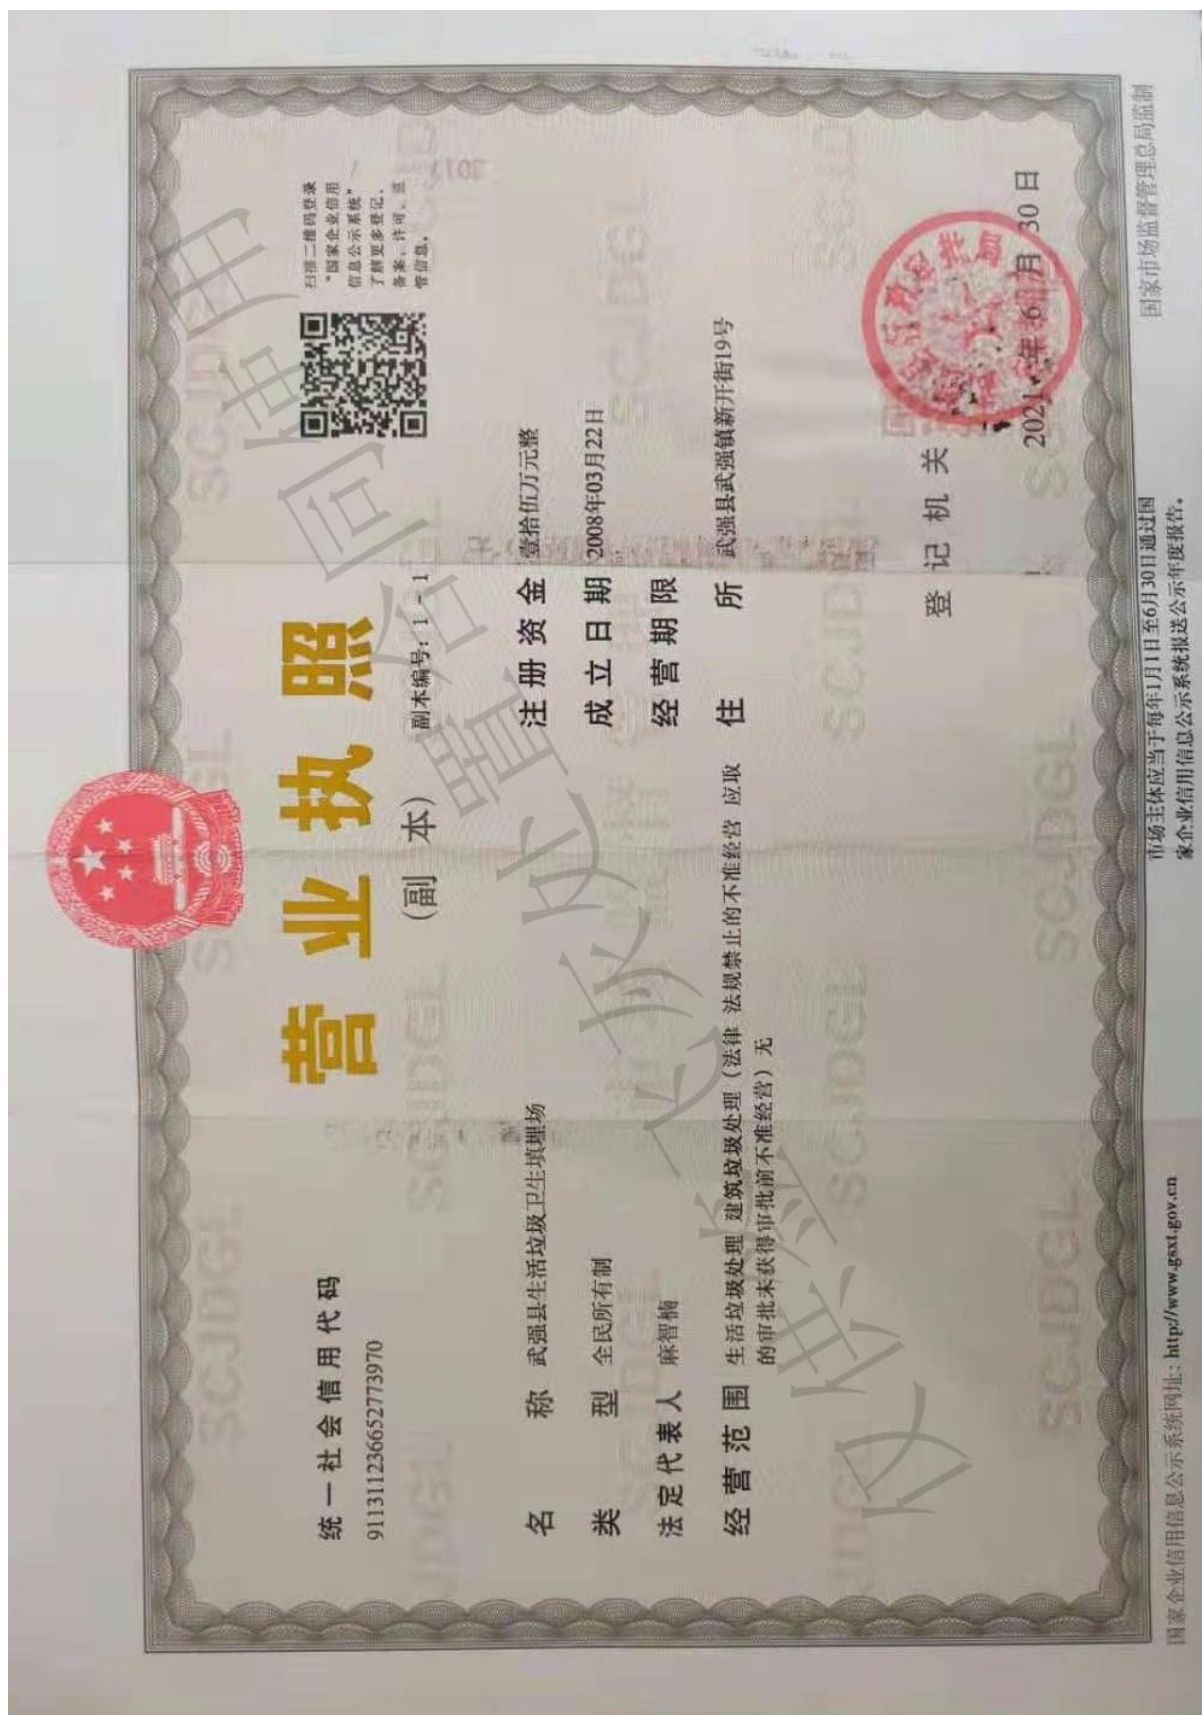 营业执照
(副 本)
副本编号：1－1
统一社会信用代码
911311236652773970
扫描二维码登录
“国家企业信用
信息公示系统”
了解更多登记、
备案、许可、监
管信息。
名 称 武强县生活垃圾卫生填埋场
类 型 全民所有制
法定代表人 麻智楠
经营范围 生活垃圾处理 建筑垃圾处理（法律 法规禁止的不准经营 应取
的审批未获得审批前不准经营）无
注册资金 壹拾伍万元整
成立日期 2008年03月22日
经营期限
住 所 武强县武强镇新开街19号
登记机关
2021年 6 月 30 日
国家企业信用信息公示系统网址：http://www.gsxt.gov.cn
市场主体应当于每年1月1日至6月30日通过国
家企业信用信息公示系统报送公示年度报告。
国家市场监督管理总局监制